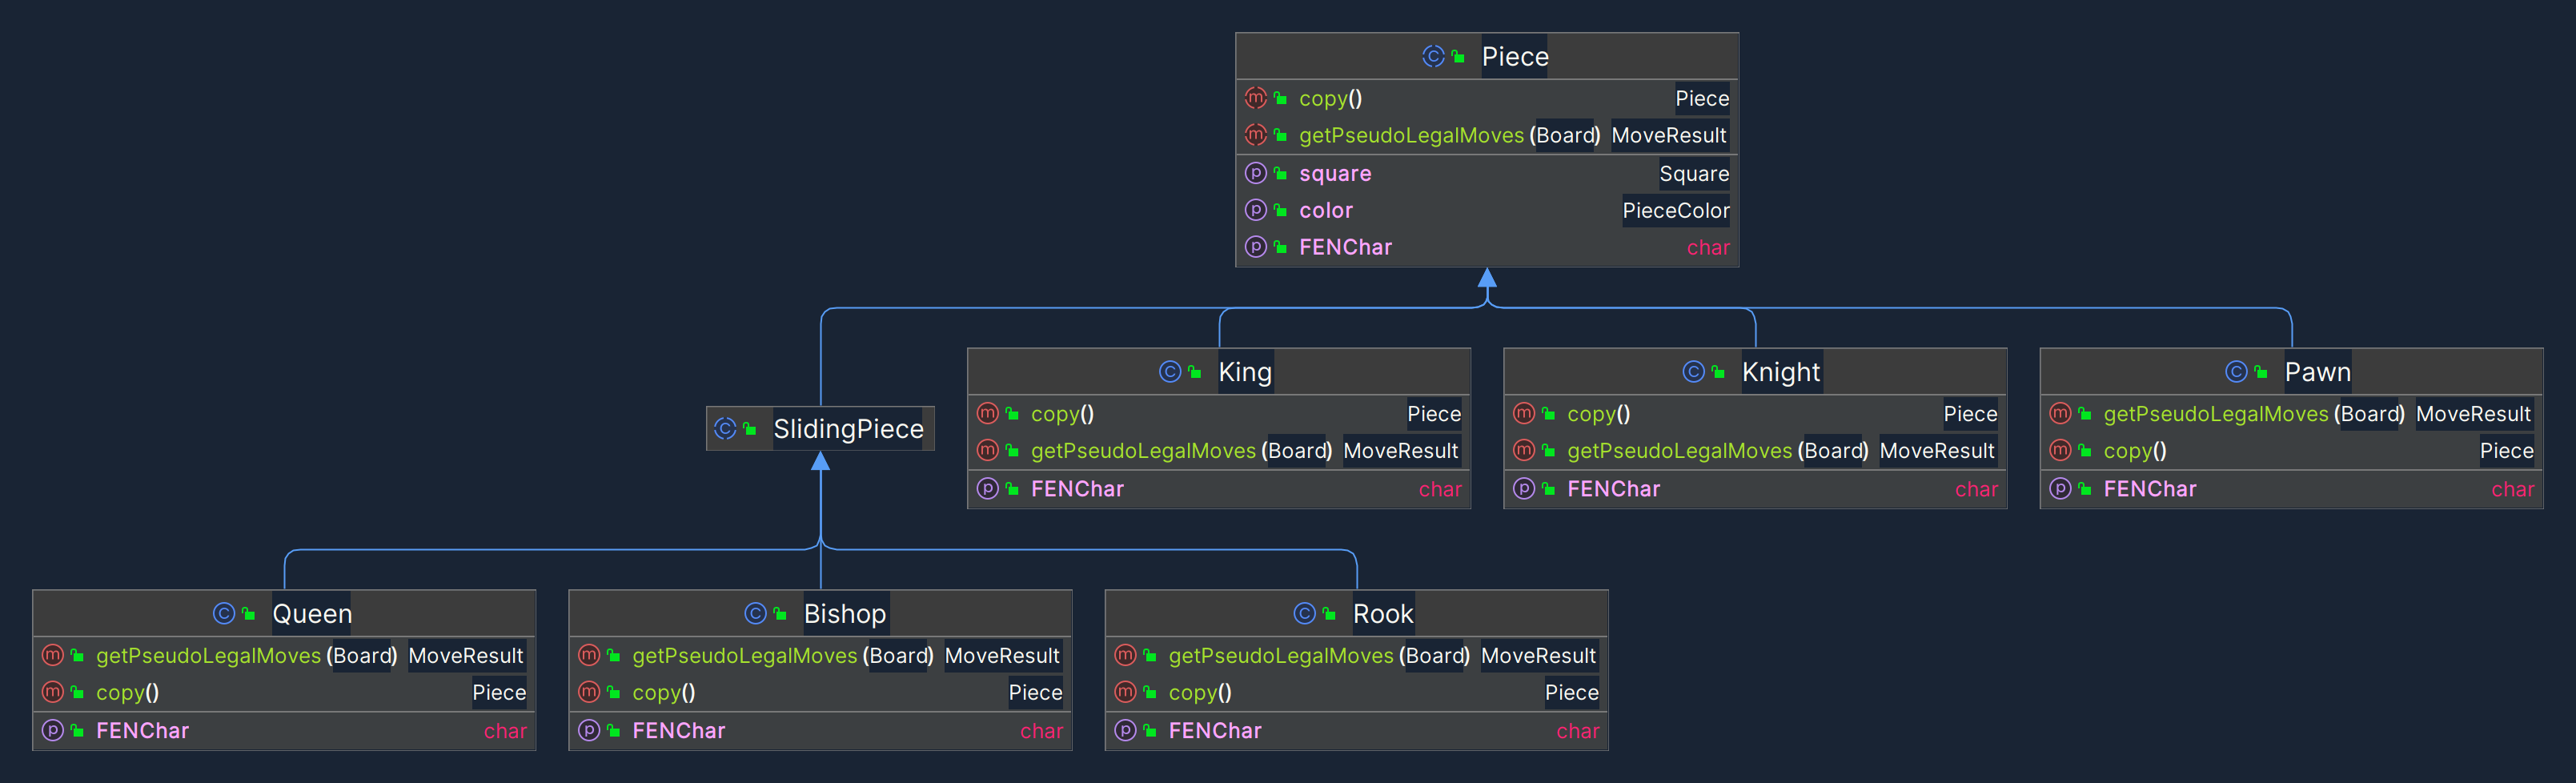 Piece
copy() Piece
getPseudoLegalMoves(Board) MoveResult
square Square
color PieceColor
FENChar char
SlidingPiece
King
copy() Piece
getPseudoLegalMoves(Board) MoveResult
FENChar char
Knight
copy() Piece
getPseudoLegalMoves(Board) MoveResult
FENChar char
Pawn
getPseudoLegalMoves(Board) MoveResult
copy() Piece
FENChar char
Queen
getPseudoLegalMoves(Board) MoveResult
copy() Piece
FENChar char
Bishop
getPseudoLegalMoves(Board) MoveResult
copy() Piece
FENChar char
Rook
getPseudoLegalMoves(Board) MoveResult
copy() Piece
FENChar char